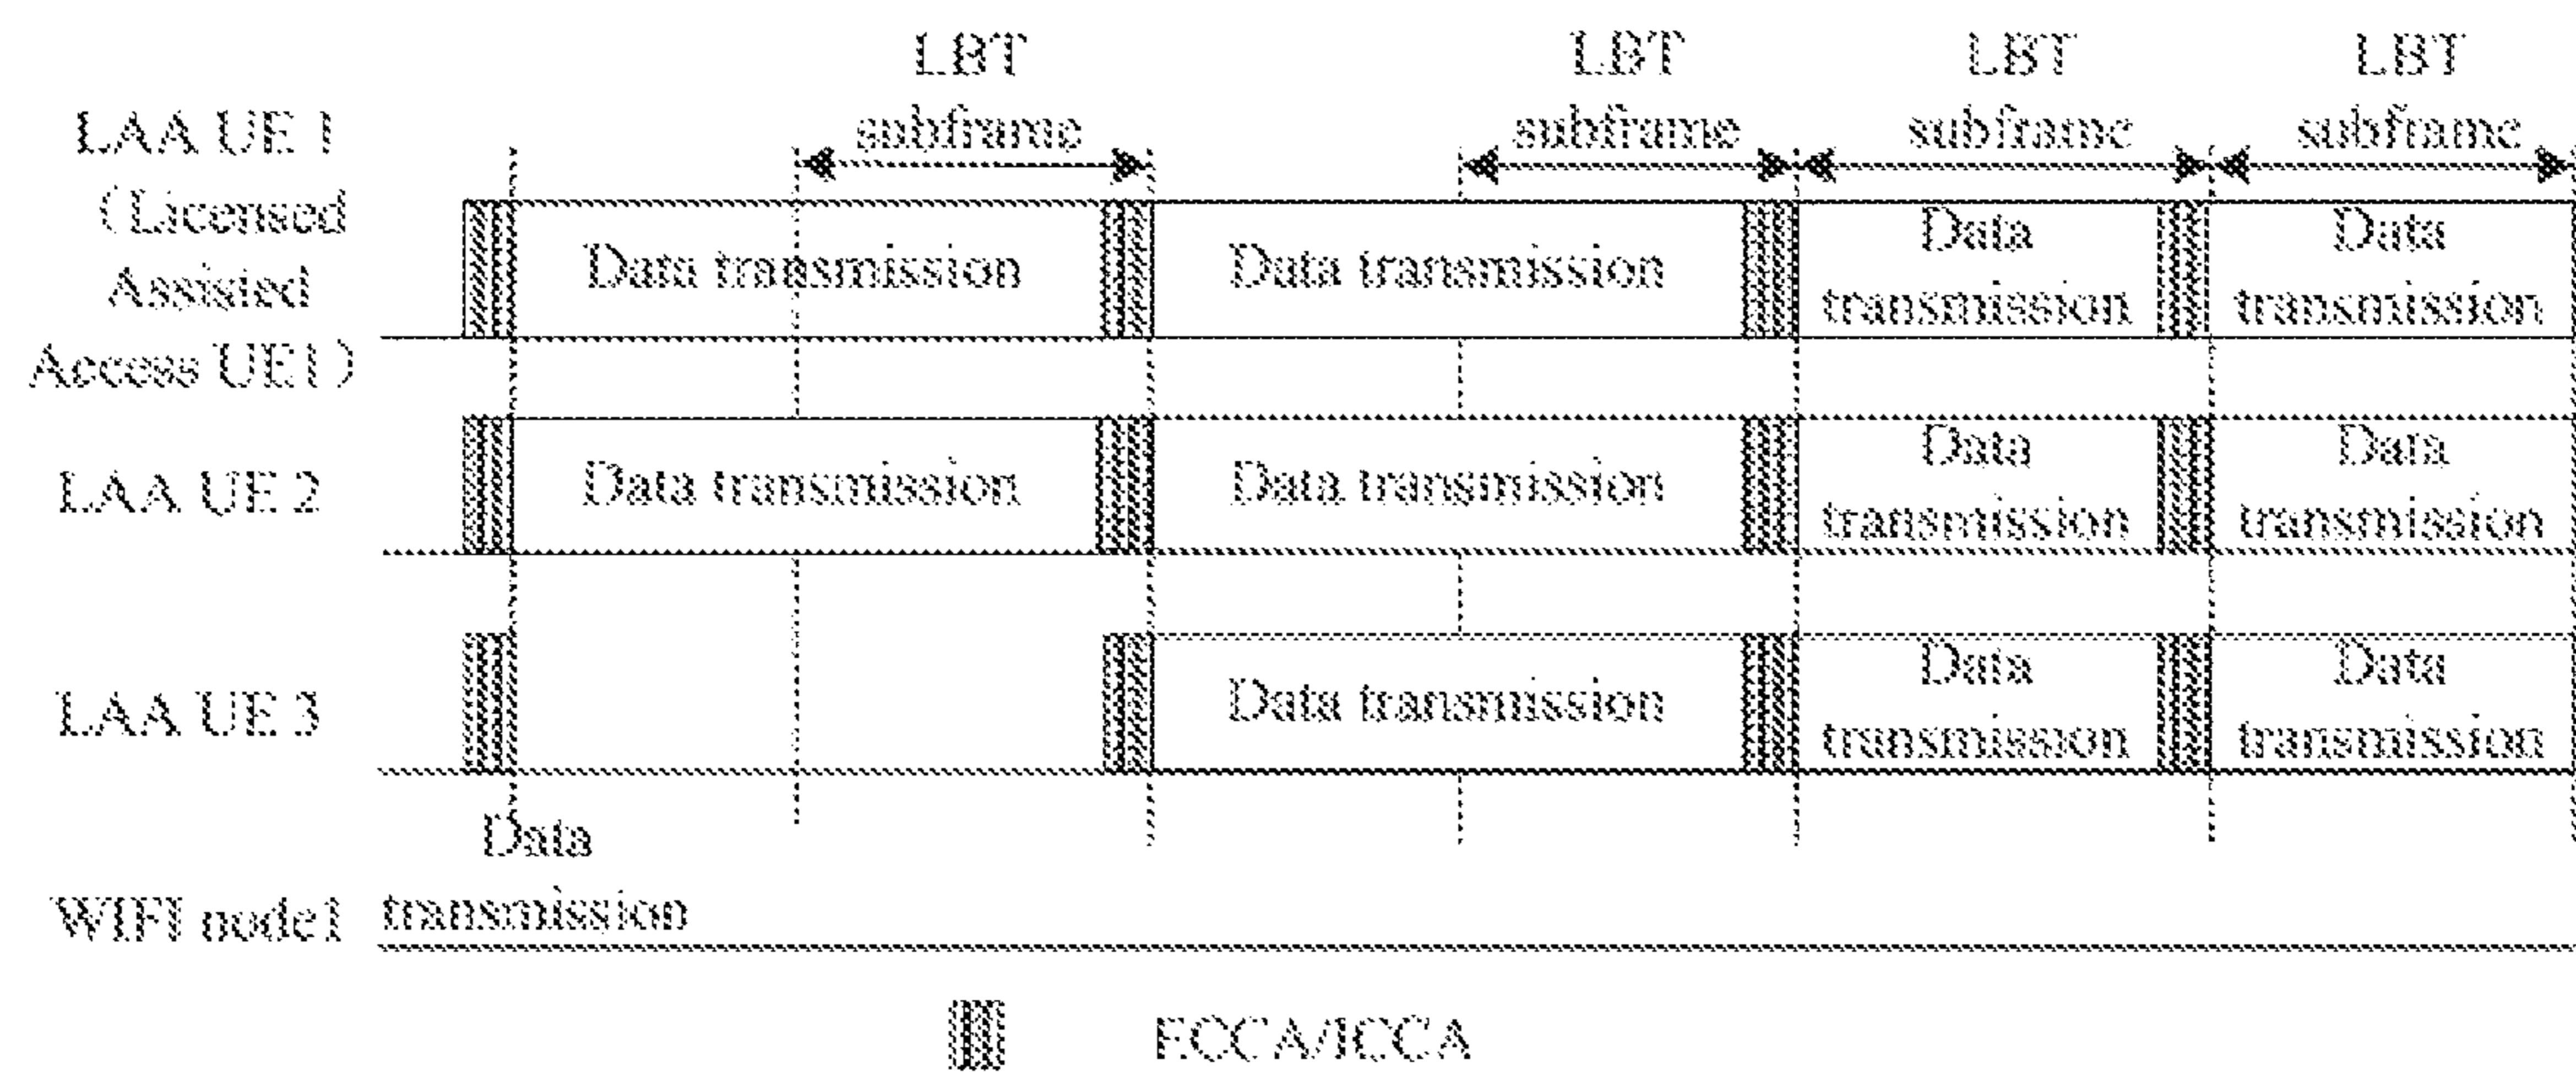 LBT
subframe
LBT
subframe
LBT
subframe
LBT
subframe
LAA UE 1
(Licensed
Assisted
Access UE1)
Data transmission
Data transmission
Data
transmission
Data
transmission
LAA UE 2
Data transmission
Data transmission
Data
transmission
Data
transmission
LAA UE 3
Data transmission
Data
transmission
Data
transmission
WIFI node1
Data
transmission
ECCA/ICCA